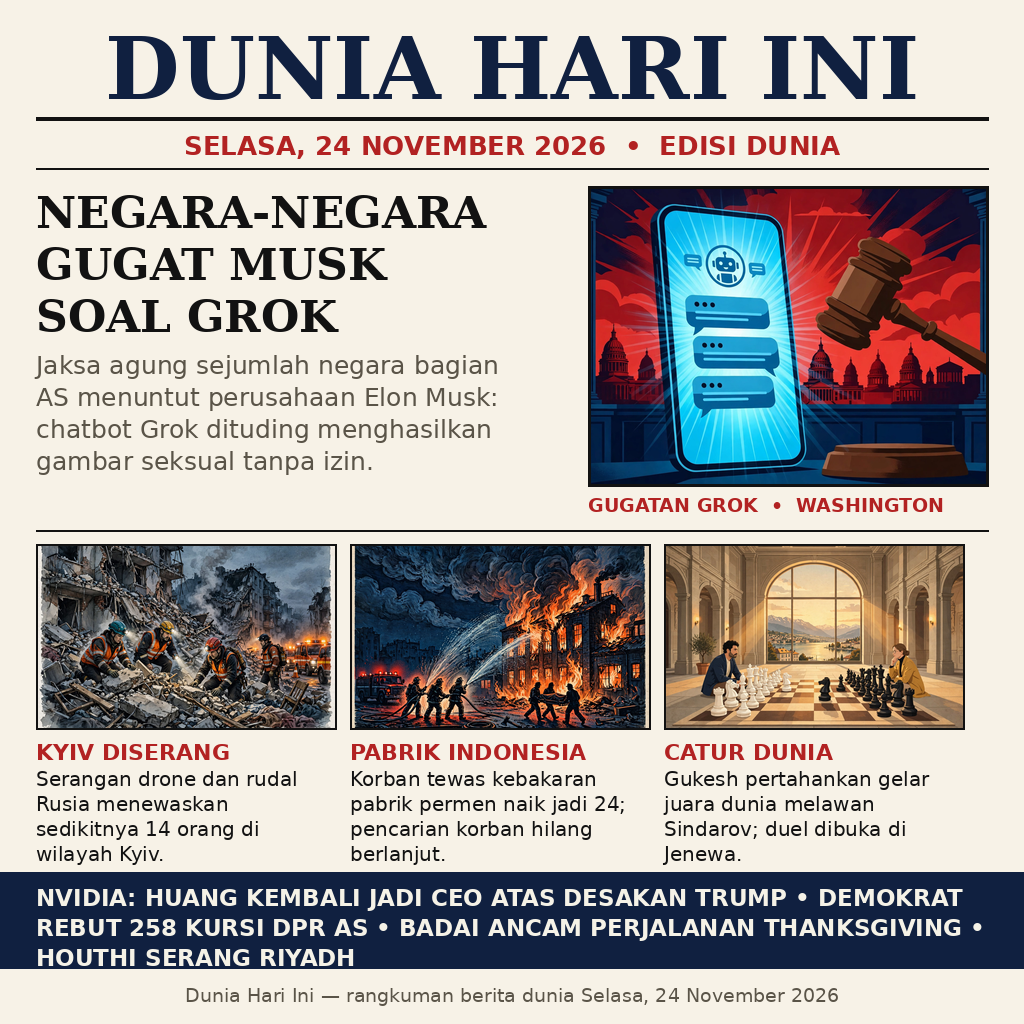 DUNIA HARI INI
SELASA, 24 NOVEMBER 2026 • EDISI DUNIA
NEGARA-NEGARA
GUGAT MUSK
SOAL GROK
Jaksa agung sejumlah negara bagian
AS menuntut perusahaan Elon Musk:
chatbot Grok dituding menghasilkan
gambar seksual tanpa izin.
GUGATAN GROK • WASHINGTON
KYIV DISERANG
Serangan drone dan rudal
Rusia menewaskan
sedikitnya 14 orang di
wilayah Kyiv.
PABRIK INDONESIA
Korban tewas kebakaran
pabrik permen naik jadi 24;
pencarian korban hilang
berlanjut.
CATUR DUNIA
Gukesh pertahankan gelar
juara dunia melawan
Sindarov; duel dibuka di
Jenewa.
NVIDIA: HUANG KEMBALI JADI CEO ATAS DESAKAN TRUMP • DEMOKRAT
REBUT 258 KURSI DPR AS • BADAI ANCAM PERJALANAN THANKSGIVING •
HOUTHI SERANG RIYADH
Dunia Hari Ini — rangkuman berita dunia Selasa, 24 November 2026